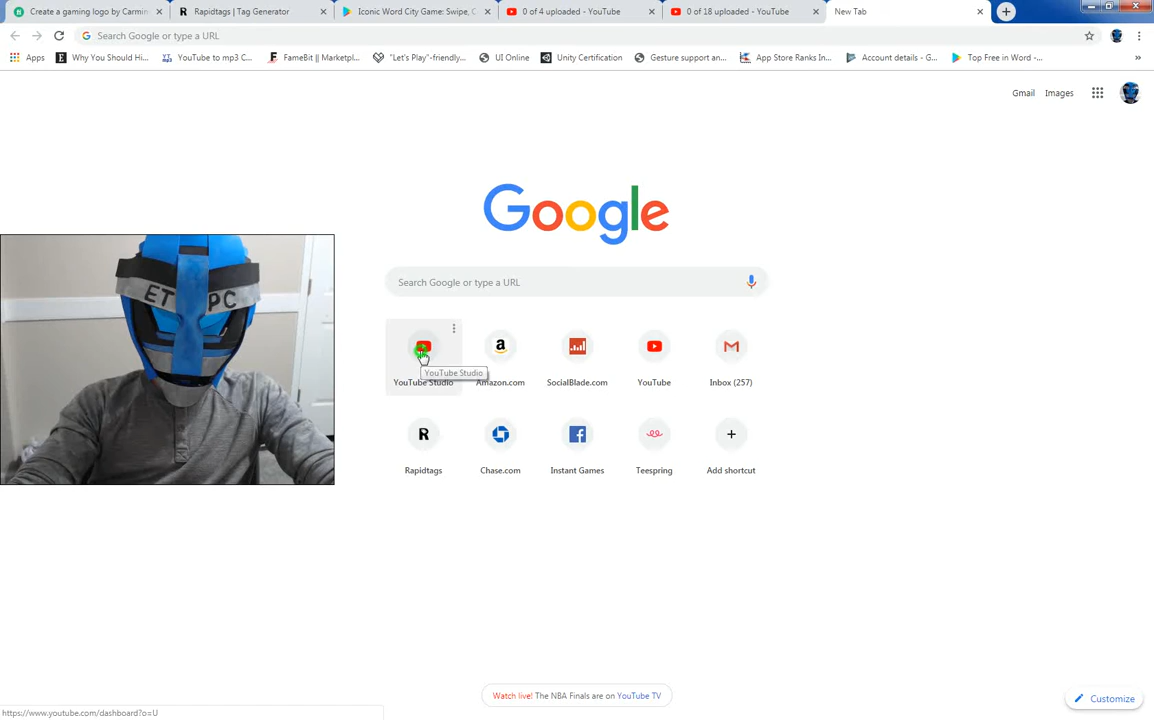 Create a gaming logo by Carmin
Rapidtags | Tag Generator
Iconic Word City Game: Swipe, C
0 of 4 uploaded - YouTube
0 of 18 uploaded - YouTube
New Tab
Search Google or type a URL
Apps
Why You Should Hi...
YouTube to mp3 C...
FameBit || Marketpl...
"Let's Play"-friendly...
UI Online
Unity Certification
Gesture support an...
App Store Ranks In...
Account details - G...
Top Free in Word -...
»
Gmail
Images
Google
Search Google or type a URL
ET PC
YouTube Studio
YouTube Studio
Amazon.com
SocialBlade.com
YouTube
Inbox (257)
Rapidtags
Chase.com
Instant Games
Teespring
Add shortcut
Watch live! The NBA Finals are on YouTube TV
Customize
https://www.youtube.com/dashboard?o=U